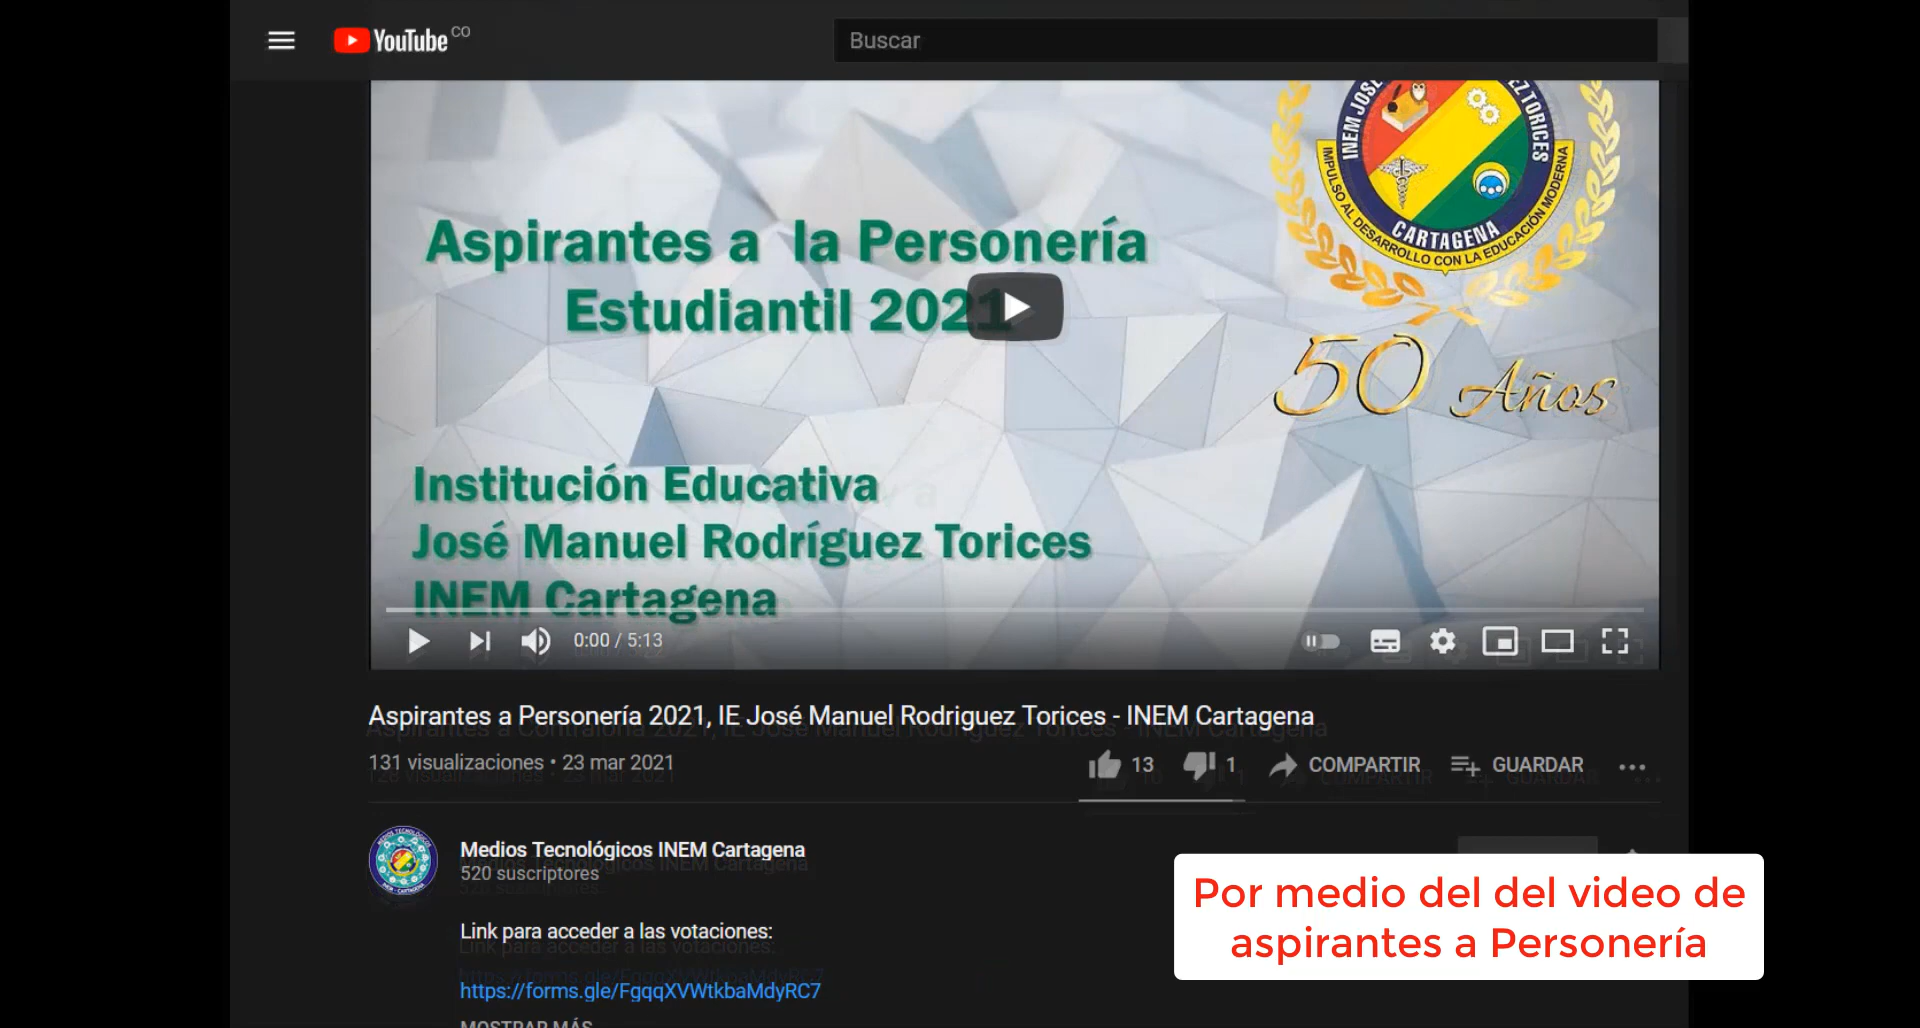 YouTube CO
Buscar
INEM JOSE
EZ TORICES
IMPULSO AL DESARROLLO CON LA EDUCACIÓN MODERNA
CARTAGENA
Aspirantes a la Personería
Estudiantil 2021
50 Años
Institución Educativa
José Manuel Rodríguez Torices
INEM Cartagena
0:00 / 5:13
Aspirantes a Personería 2021, IE José Manuel Rodriguez Torices - INEM Cartagena
131 visualizaciones • 23 mar 2021
13
1
COMPARTIR
GUARDAR
Medios Tecnológicos INEM Cartagena
520 suscriptores
Link para acceder a las votaciones:
https://forms.gle/FgqqXVWtkbaMdyRC7
MOSTRAR MÁS
Por medio del del video de
aspirantes a Personería